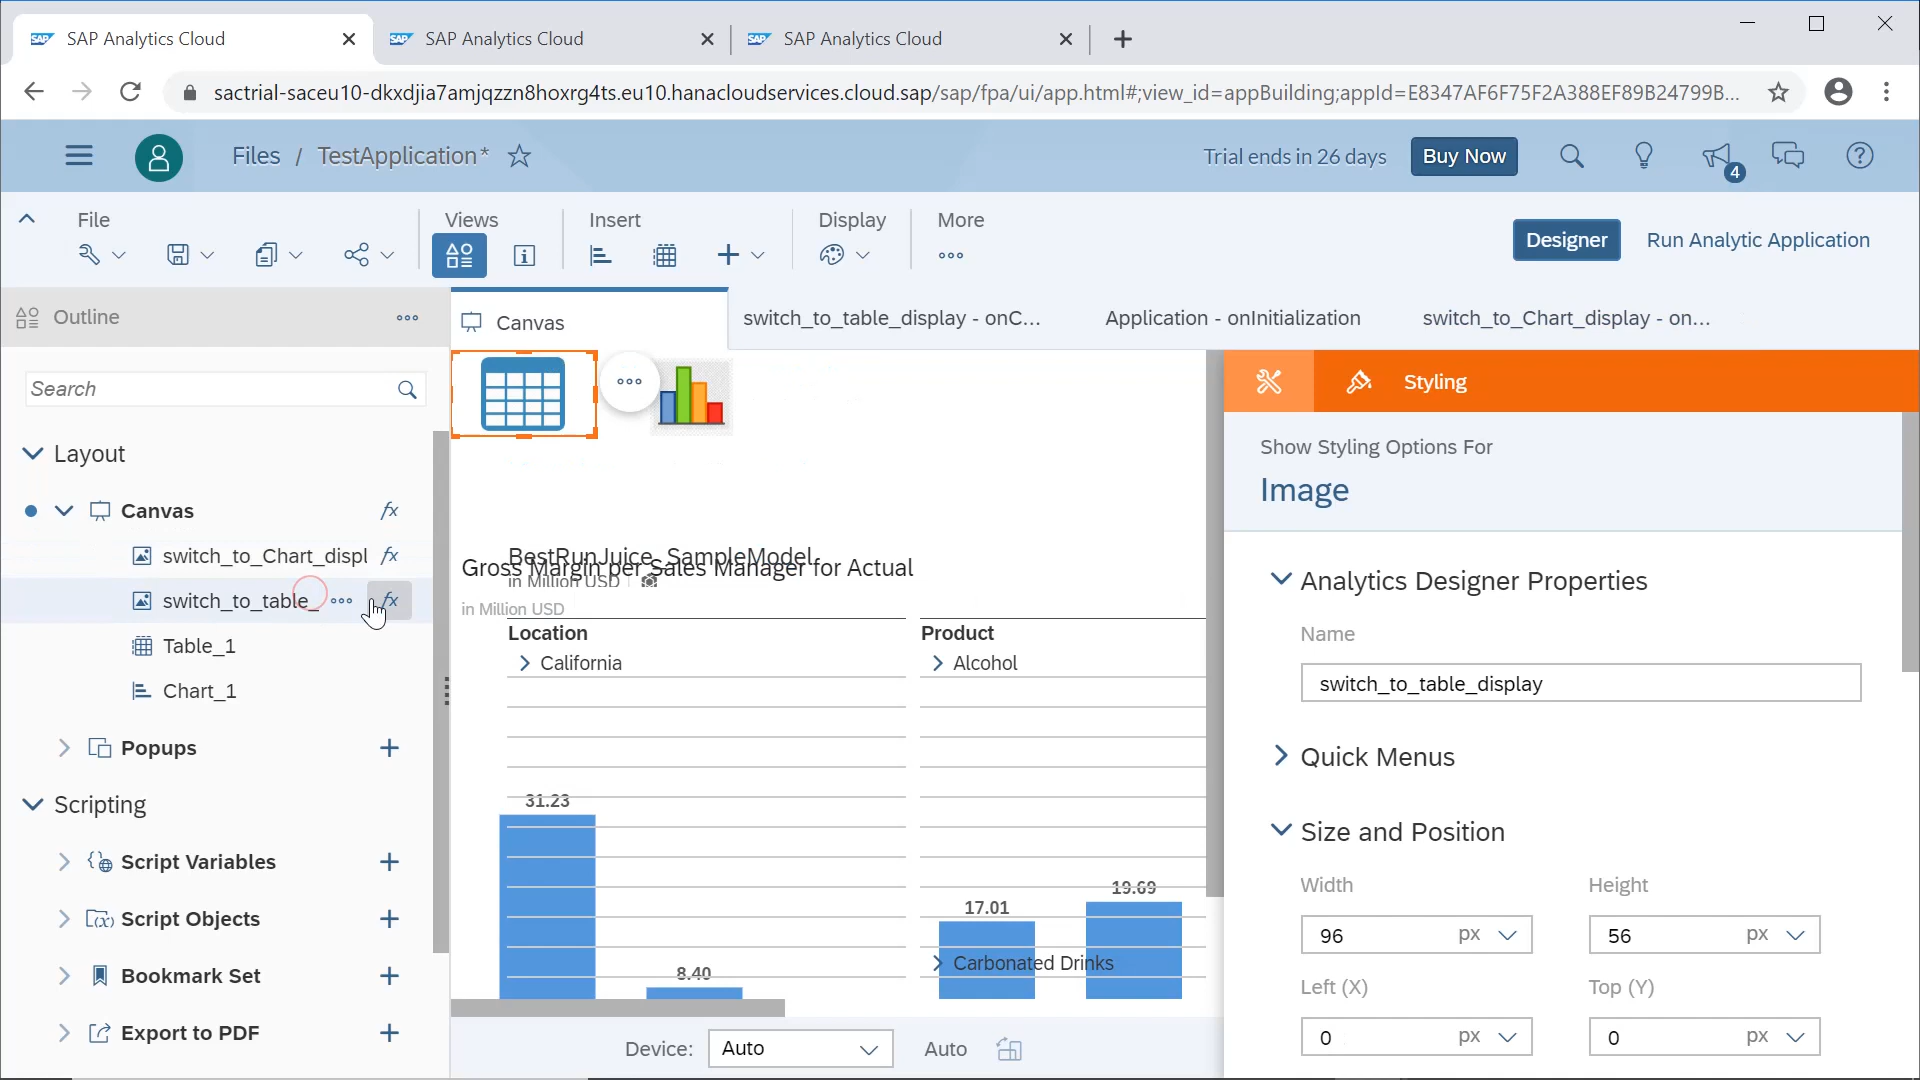 SAP SAP Analytics Cloud
SAP SAP Analytics Cloud
SAP SAP Analytics Cloud
sactrial-saceu10-dkxdjia7amjqzzn8hoxrg4ts.eu10.hanacloudservices.cloud.sap/sap/fpa/ui/app.html#;view_id=appBuilding;appId=E8347AF6F75F2A388EF89B24799B...
Files / TestApplication*
Trial ends in 26 days
Buy Now
4
File
Views
Insert
Display
More
Designer
Run Analytic Application
Outline
Canvas
switch_to_table_display - onC...
Application - onInitialization
switch_to_Chart_display - on...
Search
Layout
Canvas fx
switch_to_Chart_displ fx
switch_to_table_ fx
Table_1
Chart_1
Popups
Scripting
Script Variables
Script Objects
Bookmark Set
Export to PDF
BestRunJuice_SampleModel
Gross Margin per Sales Manager for Actual
in Million USD
in Million USD
Location
Product
California
Alcohol
31.23
8.40
17.01
19.69
Carbonated Drinks
Device:
Auto
Auto
Styling
Show Styling Options For
Image
Analytics Designer Properties
Name
switch_to_table_display
Quick Menus
Size and Position
Width
Height
96 px
56 px
Left (X)
Top (Y)
0 px
0 px